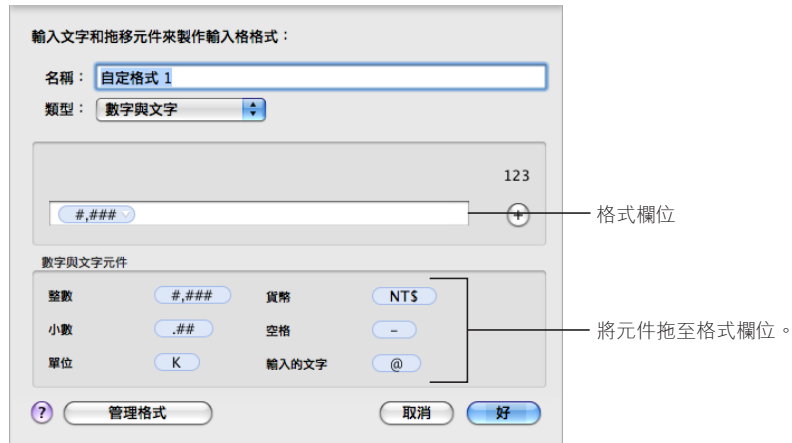 輸入文字和拖移元件來製作輸入格格式：
名稱： 自定格式 1
類型： 數字與文字
123
#,###
+
格式欄位
數字與文字元件
整數 #,### 貨幣 NT$
小數 .## 空格 –
將元件拖至格式欄位。
單位 K 輸入的文字 @
? 管理格式 取消 好